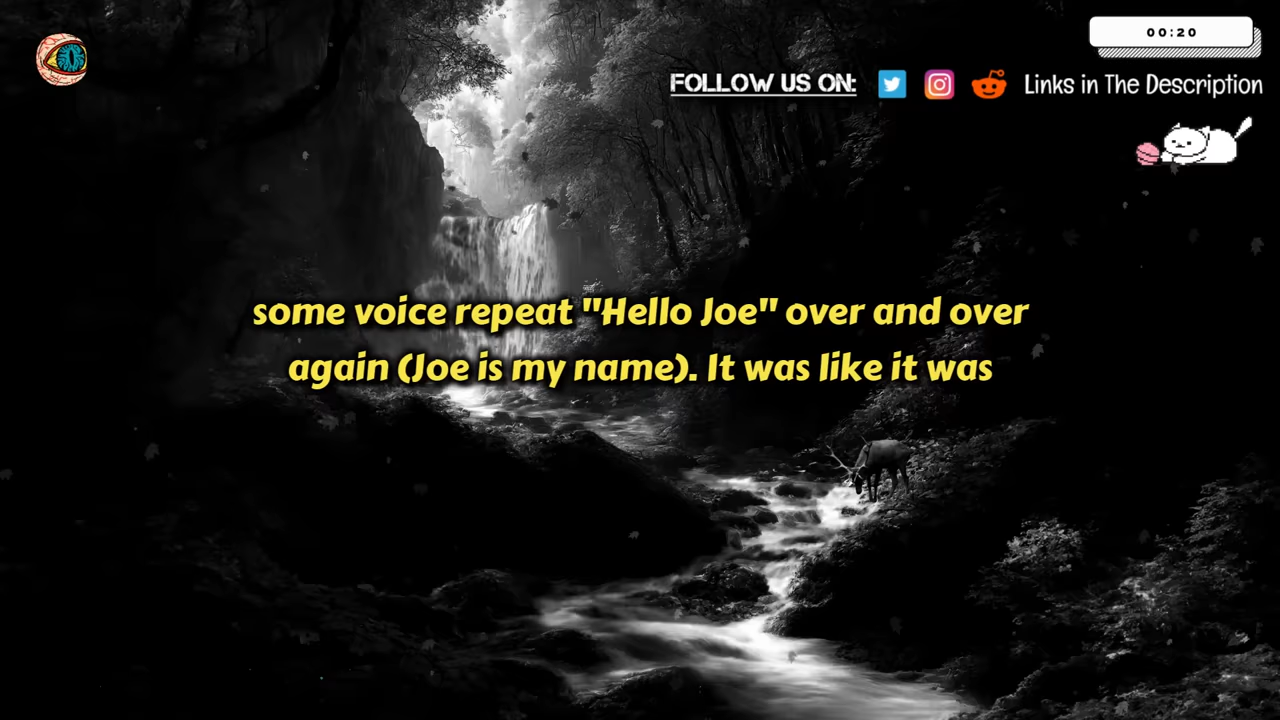 00:20
FOLLOW US ON:
Links in The Description
some voice repeat "Hello Joe" over and over
again (Joe is my name). It was like it was